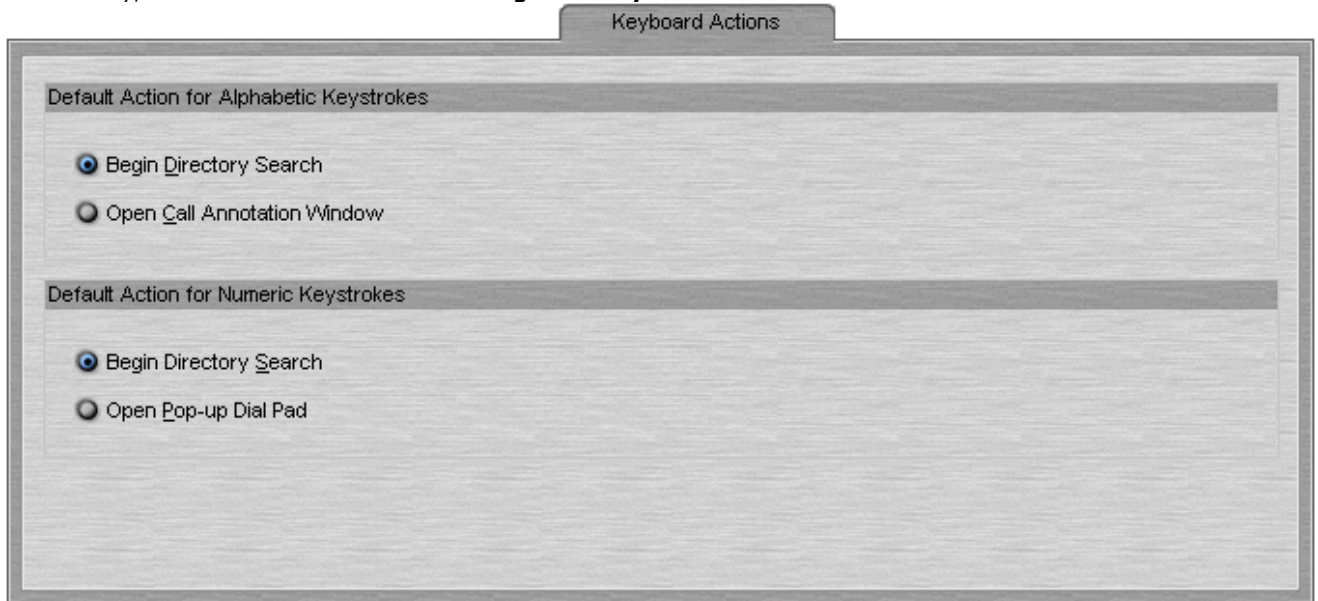 Keyboard Actions
Default Action for Alphabetic Keystrokes
Begin Directory Search
Open Call Annotation Window
Default Action for Numeric Keystrokes
Begin Directory Search
Open Pop-up Dial Pad